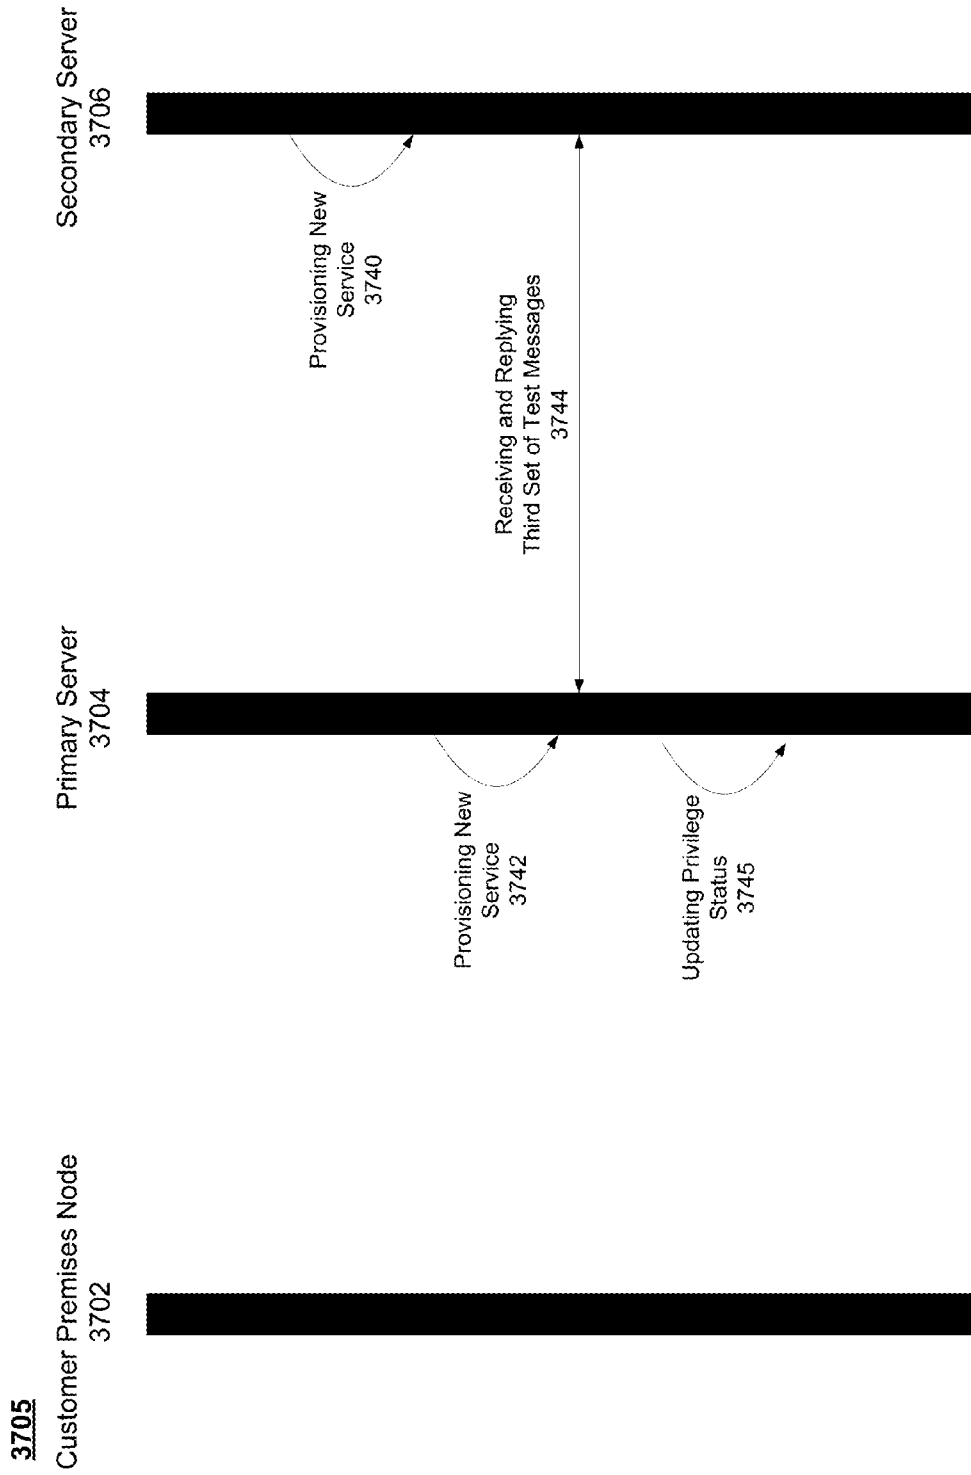 3705
Customer Premises Node
3702
Primary Server
3704
Secondary Server
3706
Provisioning New
Service
3740
Provisioning New
Service
3742
Receiving and Replying
Third Set of Test Messages
3744
Updating Privilege
Status
3745